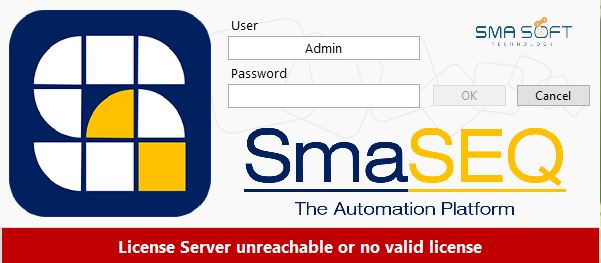 User
Admin
SMA SOFT
TECHNOLOGY
Password
OK
Cancel
SmaSEQ
The Automation Platform
License Server unreachable or no valid license